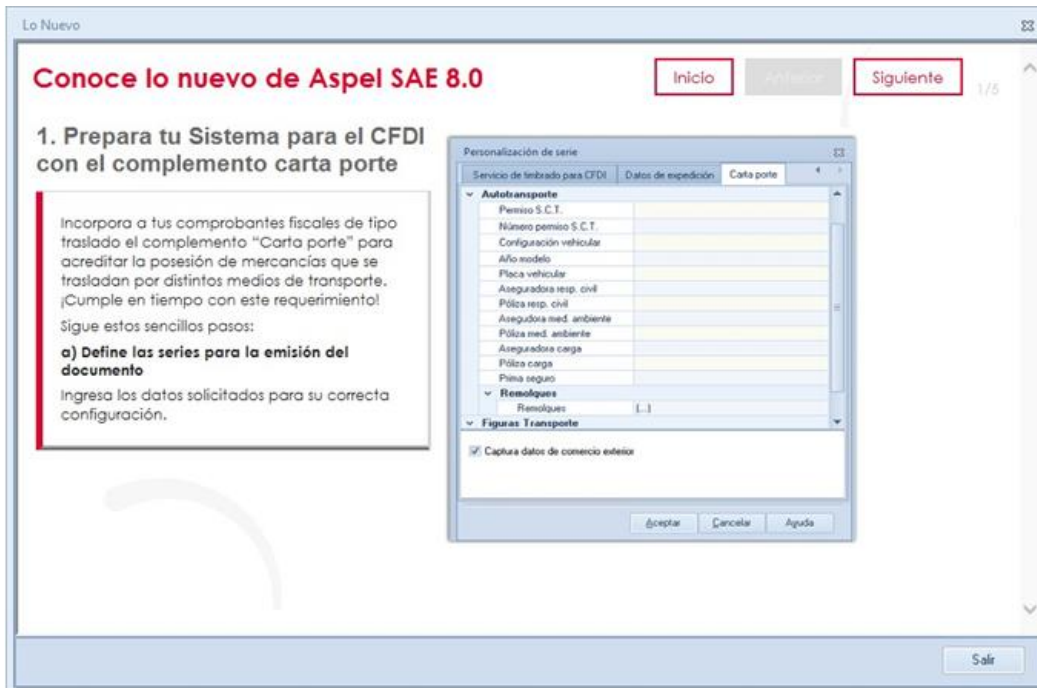 Lo Nuevo
Conoce lo nuevo de Aspel SAE 8.0
Inicio
Anterior
Siguiente
1/5
1. Prepara tu Sistema para el CFDI
con el complemento carta porte
Incorpora a tus comprobantes fiscales de tipo
traslado el complemento “Carta porte” para
acreditar la posesión de mercancías que se
trasladan por distintos medios de transporte.
¡Cumple en tiempo con este requerimiento!
Sigue estos sencillos pasos:
a) Define las series para la emisión del
documento
Ingresa los datos solicitados para su correcta
configuración.
Personalización de serie
Servicio de timbrado para CFDI
Datos de expedición
Carta porte
Autotransporte
Permiso S.C.T.
Número permiso S.C.T.
Configuración vehicular
Año modelo
Placa vehicular
Aseguradora resp. civil
Póliza resp. civil
Asegudora med. ambiente
Póliza med. ambiente
Aseguradora carga
Póliza carga
Prima seguro
Remolques
Remolques [...]
Figuras Transporte
Captura datos de comercio exterior
Aceptar
Cancelar
Ayuda
Salir